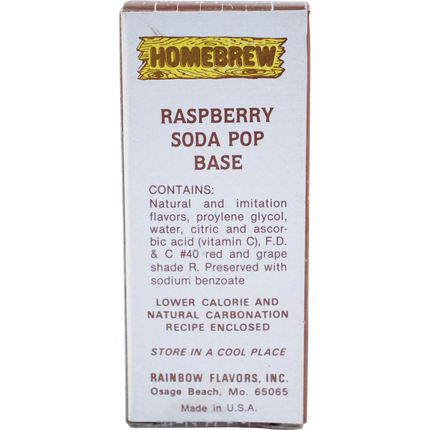 HOMEBREW
RASPBERRY
SODA POP
BASE
CONTAINS:
Natural and imitation
flavors, proylene glycol,
water, citric and ascor-
bic acid (vitamin C), F.D.
& C #40 red and grape
shade R. Preserved with
sodium benzoate
LOWER CALORIE AND
NATURAL CARBONATION
RECIPE ENCLOSED
STORE IN A COOL PLACE
RAINBOW FLAVORS, INC.
Osage Beach, Mo. 65065
Made in U.S.A.